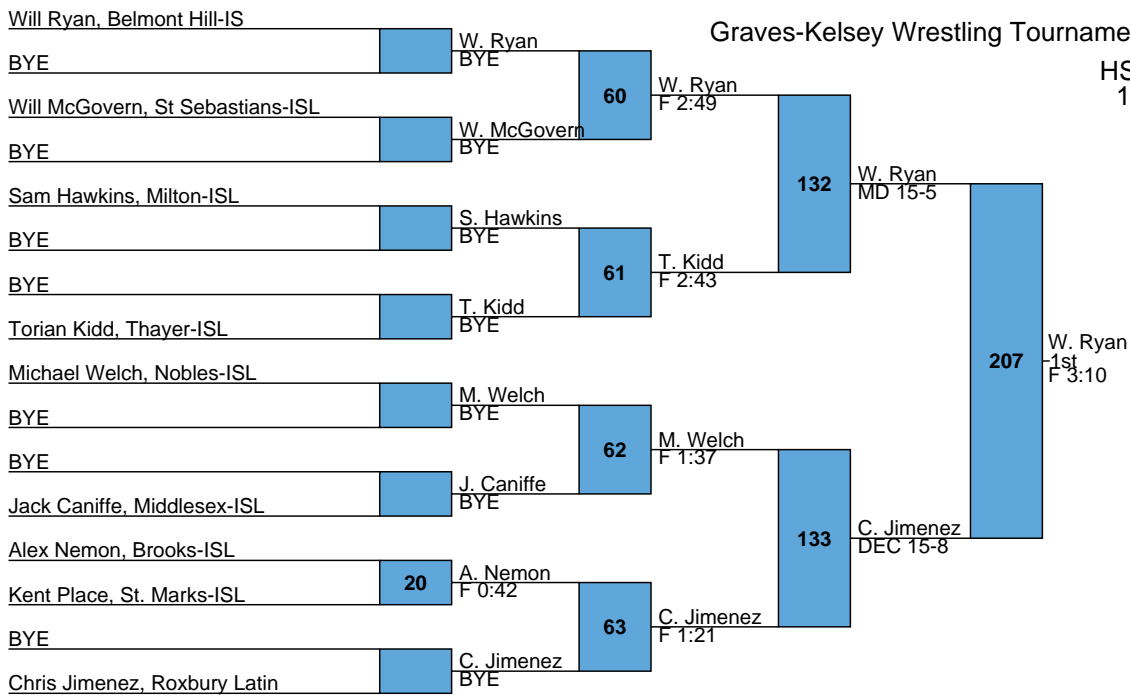 Will Ryan, Belmont Hill-IS
BYE
Will McGovern, St Sebastians-ISL
BYE
Sam Hawkins, Milton-ISL
BYE
BYE
Torian Kidd, Thayer-ISL
Michael Welch, Nobles-ISL
BYE
BYE
Jack Caniffe, Middlesex-ISL
Alex Nemon, Brooks-ISL
Kent Place, St. Marks-ISL
BYE
Chris Jimenez, Roxbury Latin
20
W. Ryan
BYE
W. McGovern
BYE
S. Hawkins
BYE
T. Kidd
BYE
M. Welch
BYE
J. Caniffe
BYE
A. Nemon
F 0:42
C. Jimenez
BYE
60
61
62
63
W. Ryan
F 2:49
T. Kidd
F 2:43
M. Welch
F 1:37
C. Jimenez
F 1:21
132
133
W. Ryan
MD 15-5
C. Jimenez
DEC 15-8
207
W. Ryan
1st
F 3:10
Graves-Kelsey Wrestling Tourname
HS
1